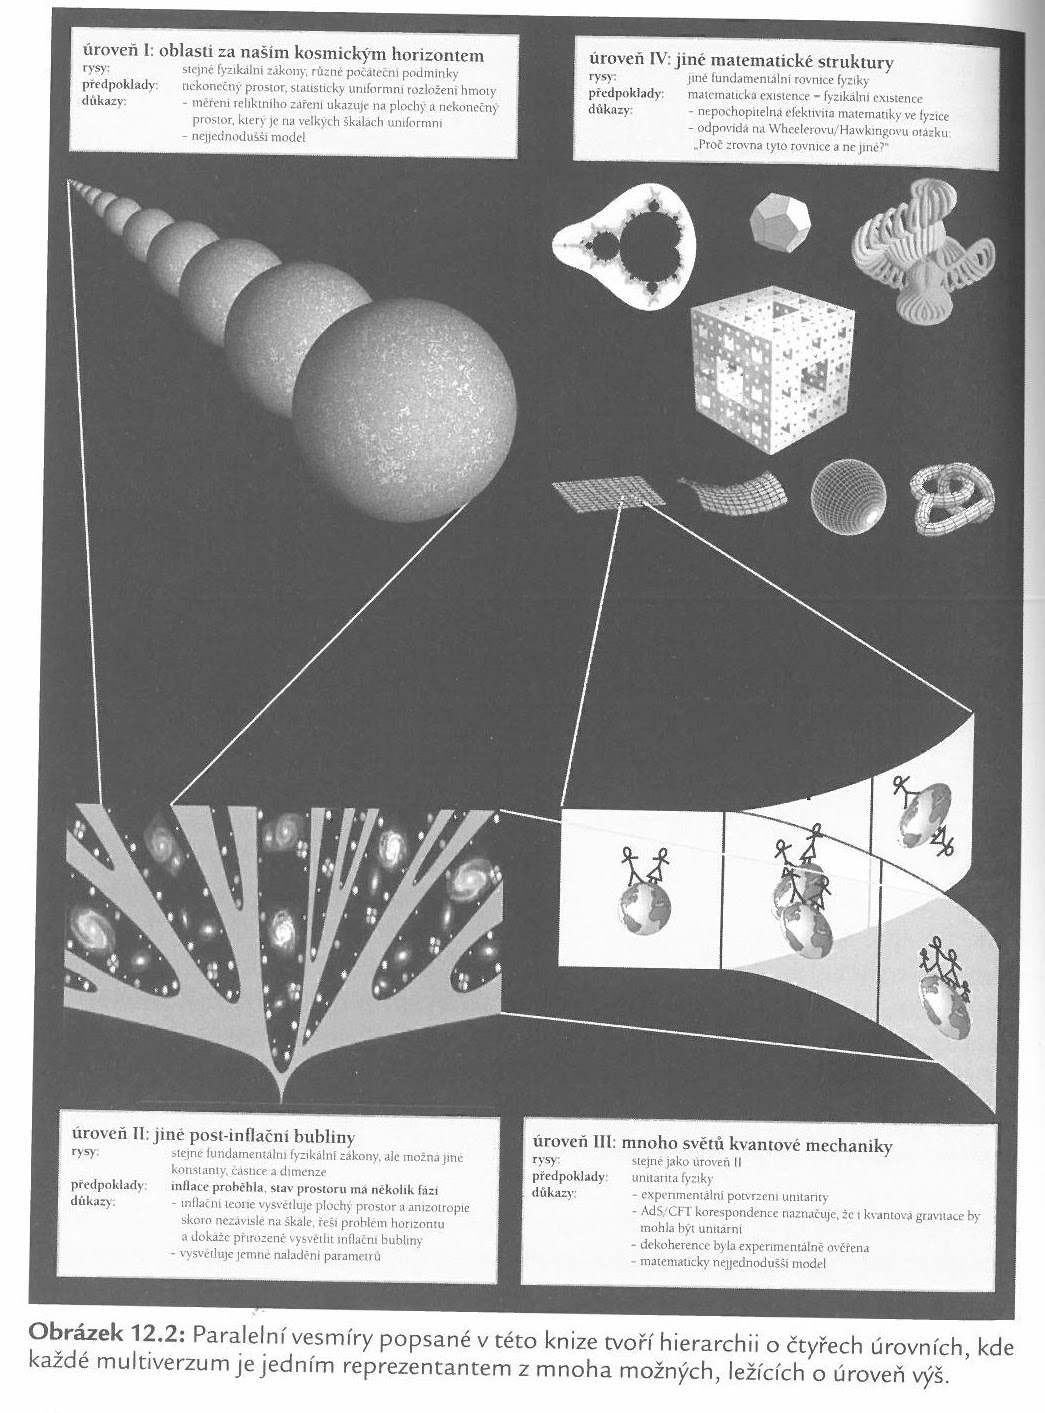 úroveň I: oblasti za naším kosmickým horizontem
rysy: stejné fyzikální zákony, různé počáteční podmínky
předpoklady: nekonečný prostor, statisticky uniformní rozložení hmoty
důkazy: - měření reliktního záření ukazuje na plochý a nekonečný
prostor, který je na velkých škálách uniformní
- nejjednodušší model
úroveň IV: jiné matematické struktury
rysy: jiné fundamentální rovnice fyziky
předpoklady: matematická existence = fyzikální existence
důkazy: - nepochopitelná efektivita matematiky ve fyzice
- odpovídá na Wheelerovu/Hawkingovu otázku:
„Proč zrovna tyto rovnice a ne jiné?“
úroveň II: jiné post-inflační bubliny
rysy: stejné fundamentální fyzikální zákony, ale možná jiné
konstanty, částice a dimenze
předpoklady: inflace proběhla, stav prostoru má několik fází
důkazy: - inflační teorie vysvětluje plochý prostor a anizotropie
skoro nezávislé na škále, řeší problém horizontu
a dokáže přirozeně vysvětlit inflační bubliny
- vysvětluje jemné naladění parametrů
úroveň III: mnoho světů kvantové mechaniky
rysy: stejné jako úroveň II
předpoklady: unitarita fyziky
důkazy: - experimentální potvrzení unitarity
- AdS/CFT korespondence naznačuje, že i kvantová gravitace by
mohla být unitární
- dekoherence byla experimentálně ověřena
- matematicky nejjednodušší model
Obrázek 12.2: Paralelní vesmíry popsané v této knize tvoří hierarchii o čtyřech úrovních, kde
každé multiverzum je jedním reprezentantem z mnoha možných, ležících o úroveň výš.